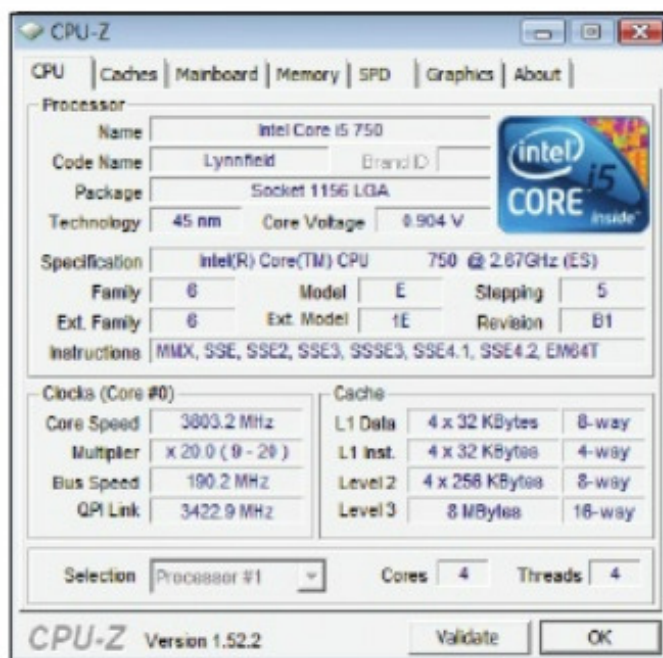 CPU-Z
CPU Caches Mainboard Memory SPD Graphics About
Processor
Name Intel Core i5 750
Code Name Lynnfield Brand ID
Package Socket 1156 LGA
Technology 45 nm Core Voltage 0.904 V
intel CORE i5 inside™
Specification Intel(R) Core(TM) CPU 750 @ 2.67GHz (ES)
Family 6 Model E Stepping 5
Ext. Family 6 Ext. Model 1E Revision B1
Instructions MMX, SSE, SSE2, SSE3, SSSE3, SSE4.1, SSE4.2, EM64T
Clocks (Core #0)
Core Speed 3803.2 MHz
Multiplier x 20.0 ( 9 - 20 )
Bus Speed 190.2 MHz
QPI Link 3422.9 MHz
Cache
L1 Data 4 x 32 KBytes 8-way
L1 Inst. 4 x 32 KBytes 4-way
Level 2 4 x 256 KBytes 8-way
Level 3 8 MBytes 16-way
Selection Processor #1 Cores 4 Threads 4
CPU-Z Version 1.52.2 Validate OK